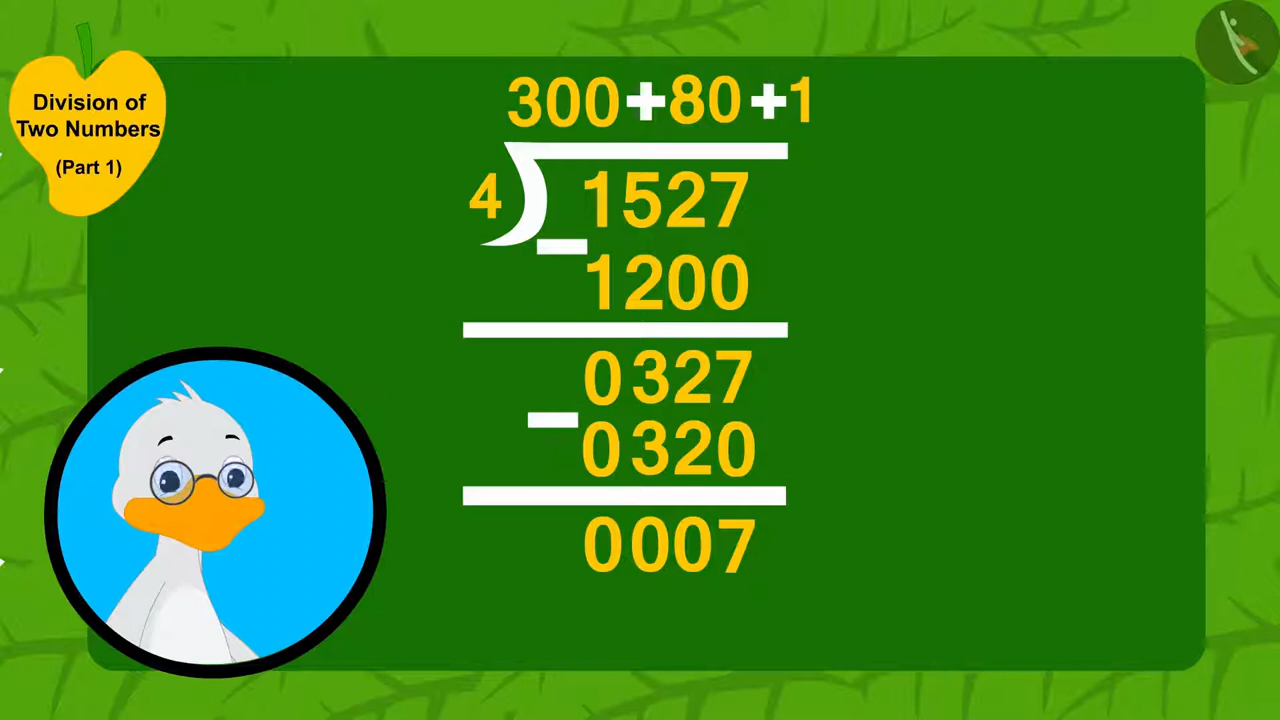 Division of
Two Numbers
(Part 1)
300+80+1
4 1527
- 1200
0327
- 0320
0007